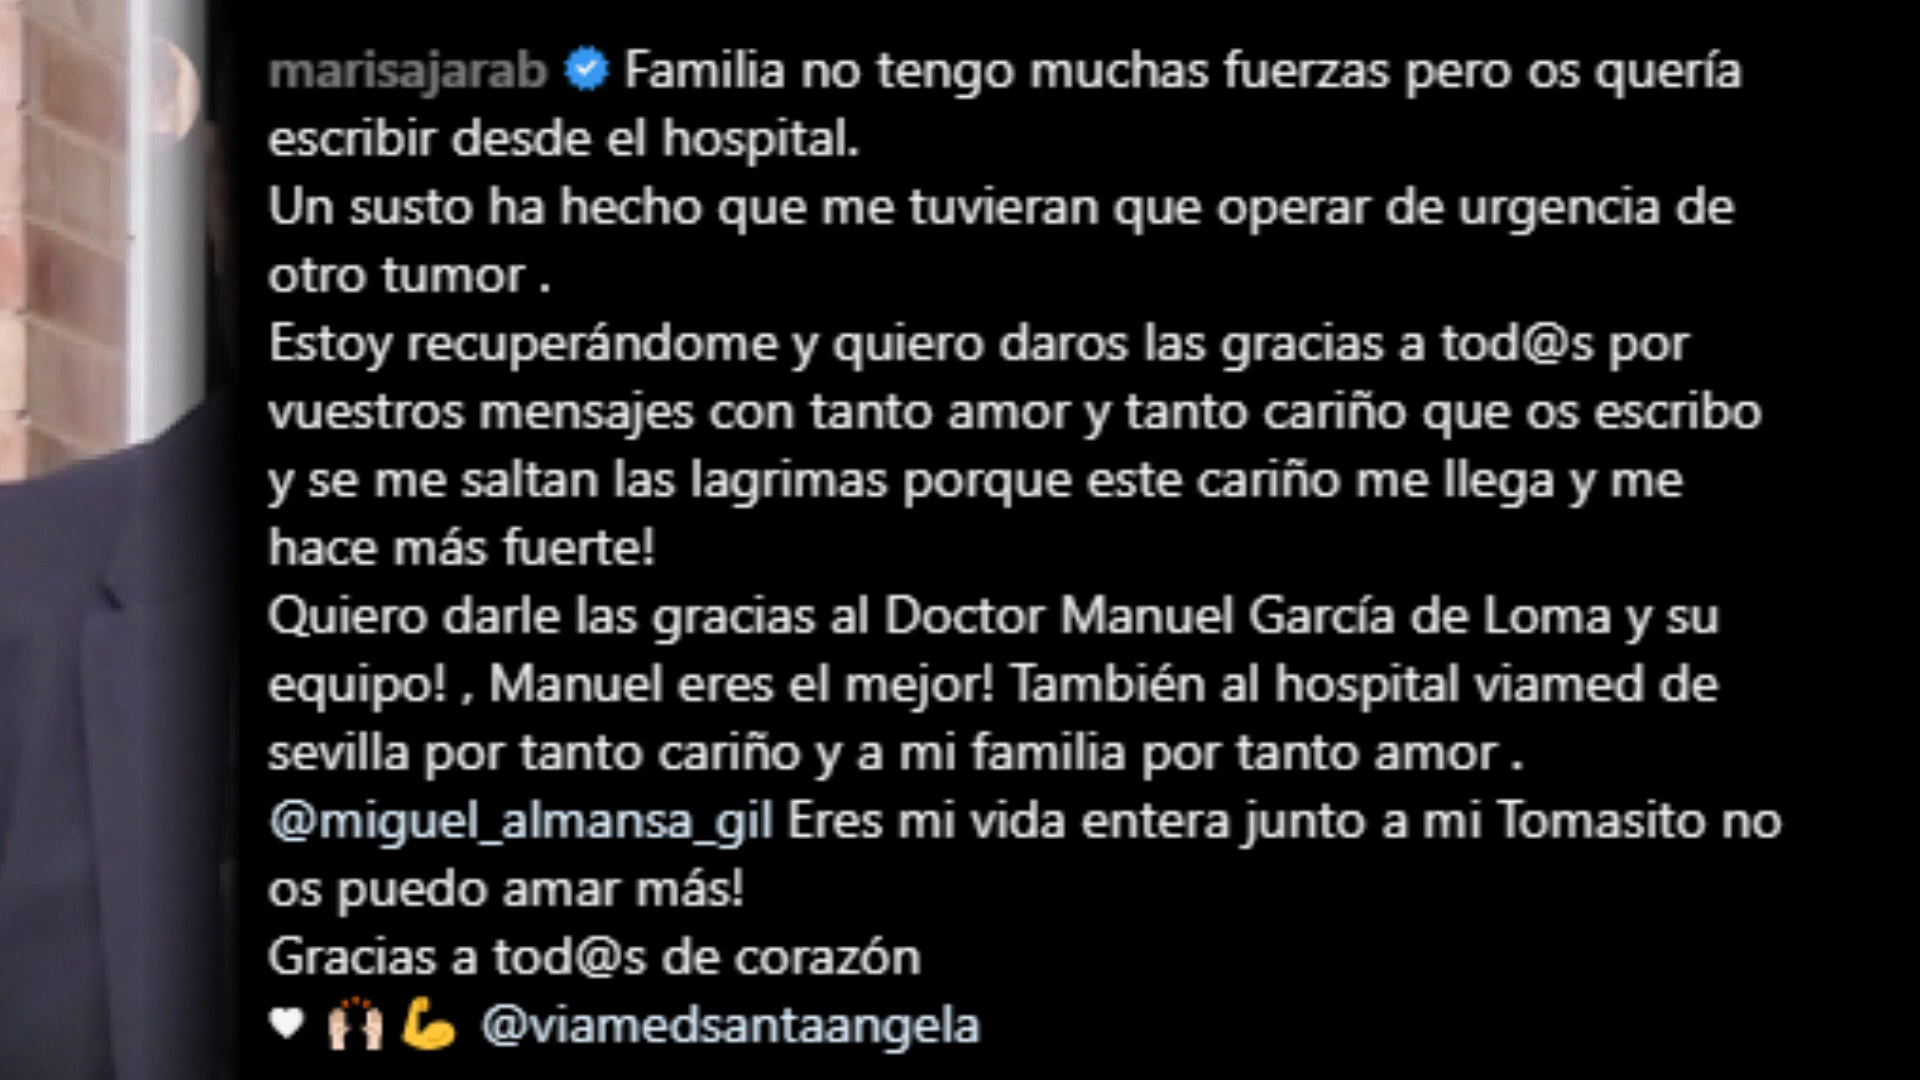 marisajarab Familia no tengo muchas fuerzas pero os quería
escribir desde el hospital.
Un susto ha hecho que me tuvieran que operar de urgencia de
otro tumor .
Estoy recuperándome y quiero daros las gracias a tod@s por
vuestros mensajes con tanto amor y tanto cariño que os escribo
y se me saltan las lagrimas porque este cariño me llega y me
hace más fuerte!
Quiero darle las gracias al Doctor Manuel García de Loma y su
equipo! , Manuel eres el mejor! También al hospital viamed de
sevilla por tanto cariño y a mi familia por tanto amor .
@miguel_almansa_gil Eres mi vida entera junto a mi Tomasito no
os puedo amar más!
Gracias a tod@s de corazón
🤍 🙌🏻 💪 @viamedsantaangela